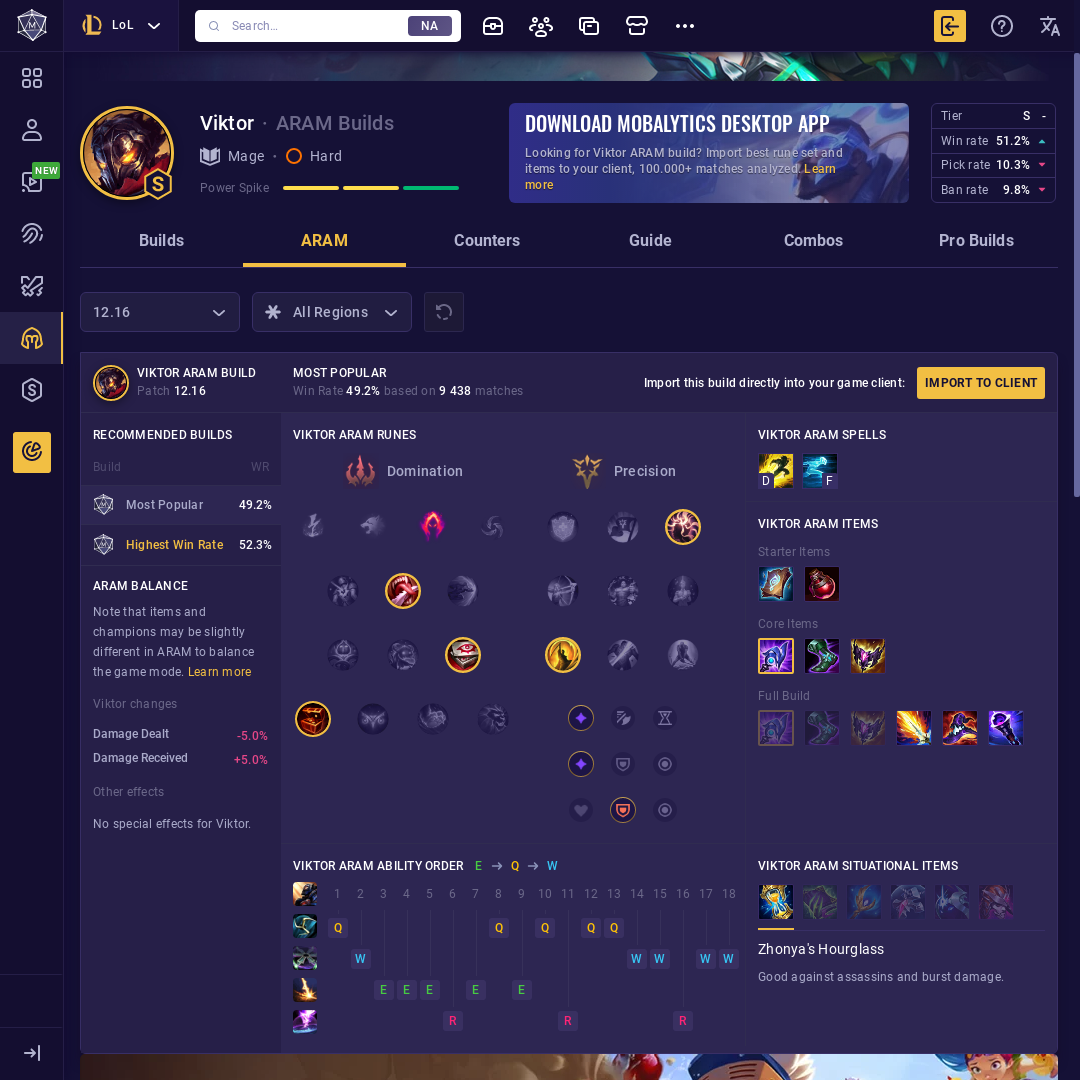 LoL
Search...
NA
NEW
Viktor · ARAM Builds
Mage · Hard
Power Spike
S
DOWNLOAD MOBALYTICS DESKTOP APP
Looking for Viktor ARAM build? Import best rune set and
items to your client, 100.000+ matches analyzed. Learn
more
Tier S -
Win rate 51.2%
Pick rate 10.3%
Ban rate 9.8%
Builds ARAM Counters Guide Combos Pro Builds
12.16
All Regions
VIKTOR ARAM BUILD
Patch 12.16
MOST POPULAR
Win Rate 49.2% based on 9 438 matches
Import this build directly into your game client:
IMPORT TO CLIENT
RECOMMENDED BUILDS
Build WR
Most Popular 49.2%
Highest Win Rate 52.3%
ARAM BALANCE
Note that items and
champions may be slightly
different in ARAM to balance
the game mode. Learn more
Viktor changes
Damage Dealt -5.0%
Damage Received +5.0%
Other effects
No special effects for Viktor.
VIKTOR ARAM RUNES
Domination Precision
VIKTOR ARAM SPELLS
D F
VIKTOR ARAM ITEMS
Starter Items
Core Items
Full Build
VIKTOR ARAM ABILITY ORDER E → Q → W
1 2 3 4 5 6 7 8 9 10 11 12 13 14 15 16 17 18
Q Q Q Q Q
W W W W W
E E E E E
R R R
VIKTOR ARAM SITUATIONAL ITEMS
Zhonya's Hourglass
Good against assassins and burst damage.